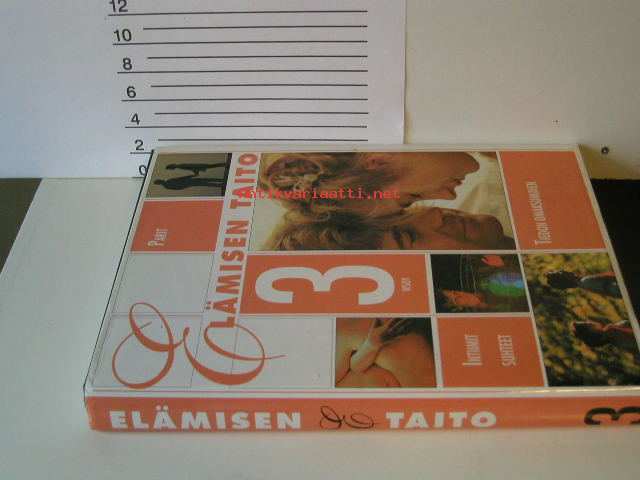 12
10
8
6
4
2
0
antikvariaatti.net
ELÄMISEN TAITO
3
WSOY
PARIT
INTIIMIT
SUHTEET
TIEDON OMAKSUMINEN
ELÄMISEN TAITO
3